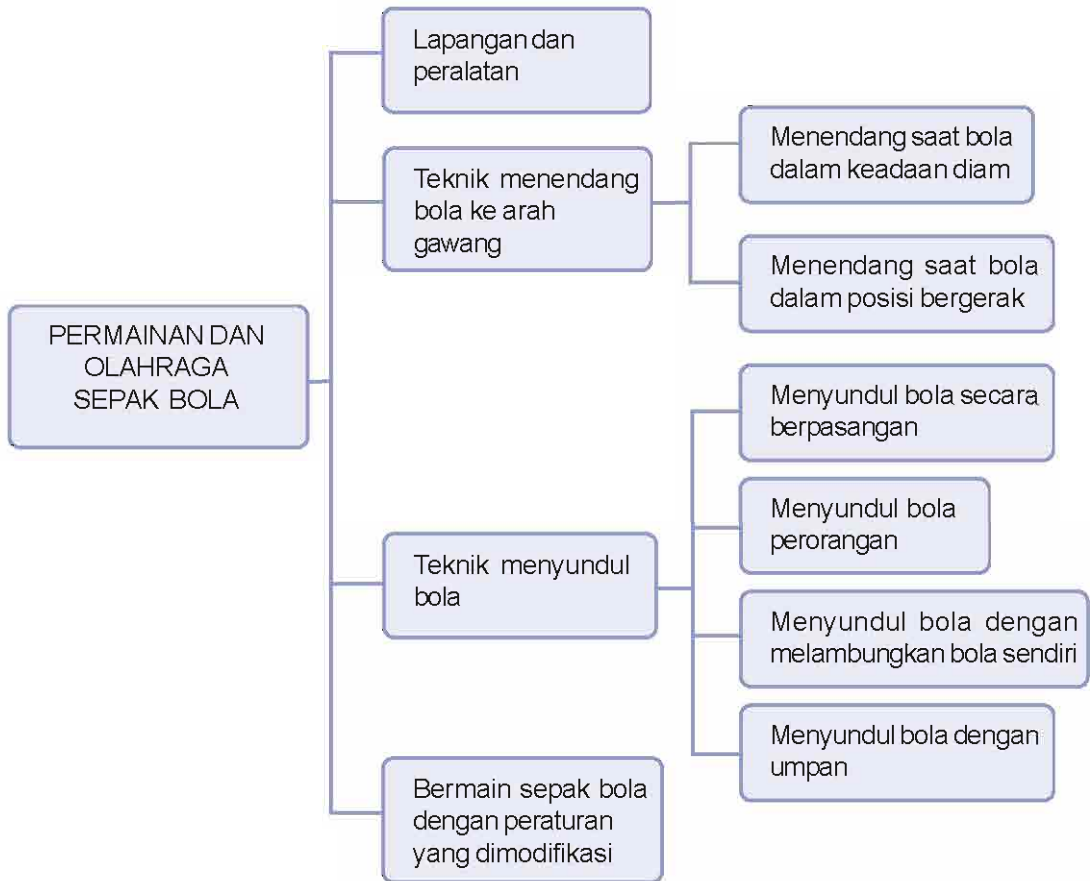 PERMAINAN DAN
OLAHRAGA
SEPAK BOLA
Lapangan dan
peralatan
Teknik menendang
bola ke arah
gawang
Menendang saat bola
dalam keadaan diam
Menendang saat bola
dalam posisi bergerak
Teknik menyundul
bola
Menyundul bola secara
berpasangan
Menyundul bola
perorangan
Menyundul bola dengan
melambungkan bola sendiri
Menyundul bola dengan
umpan
Bermain sepak bola
dengan peraturan
yang dimodifikasi